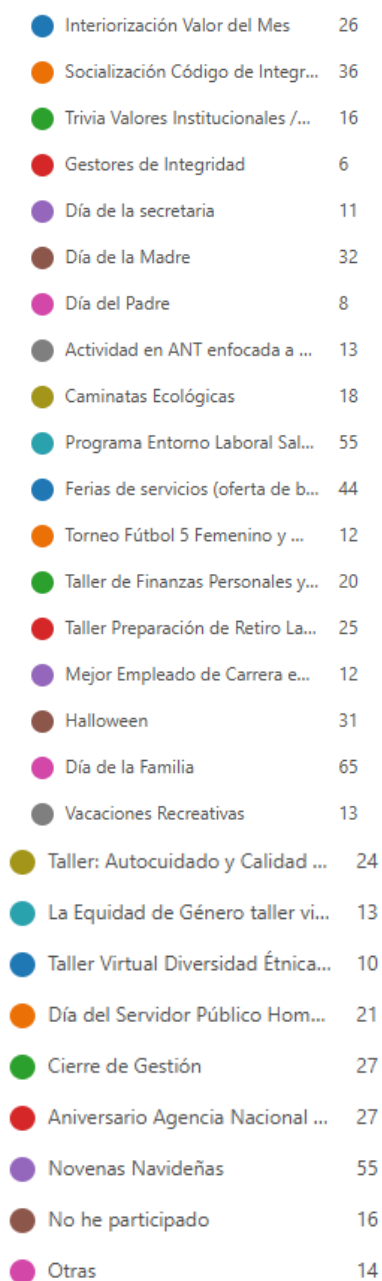 Interiorización Valor del Mes 26
Socialización Código de Integr... 36
Trivia Valores Institucionales /... 16
Gestores de Integridad 6
Día de la secretaria 11
Día de la Madre 32
Día del Padre 8
Actividad en ANT enfocada a ... 13
Caminatas Ecológicas 18
Programa Entorno Laboral Sal... 55
Ferias de servicios (oferta de b... 44
Torneo Fútbol 5 Femenino y ... 12
Taller de Finanzas Personales y... 20
Taller Preparación de Retiro La... 25
Mejor Empleado de Carrera e... 12
Halloween 31
Día de la Familia 65
Vacaciones Recreativas 13
Taller: Autocuidado y Calidad ... 24
La Equidad de Género taller vi... 13
Taller Virtual Diversidad Étnica... 10
Día del Servidor Público Hom... 21
Cierre de Gestión 27
Aniversario Agencia Nacional ... 27
Novenas Navideñas 55
No he participado 16
Otras 14